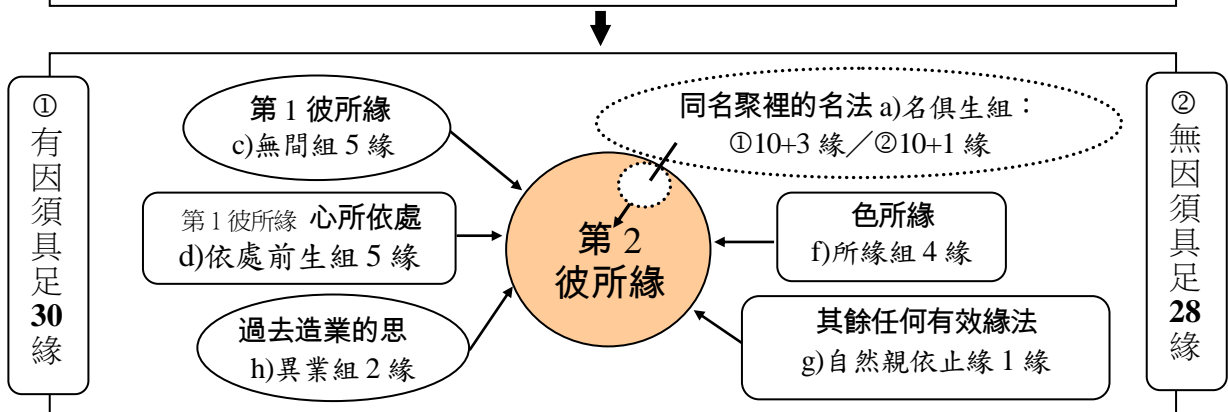 ①
有
因
須
具
足
30
緣
第 1 彼所緣
c)無間組 5 緣
同名聚裡的名法 a)名俱生組：
①10+3 緣／②10+1 緣
第 1 彼所緣 心所依處
d)依處前生組 5 緣
第 2
彼所緣
色所緣
f)所緣組 4 緣
過去造業的思
h)異業組 2 緣
其餘任何有效緣法
g)自然親依止緣 1 緣
②
無
因
須
具
足
28
緣